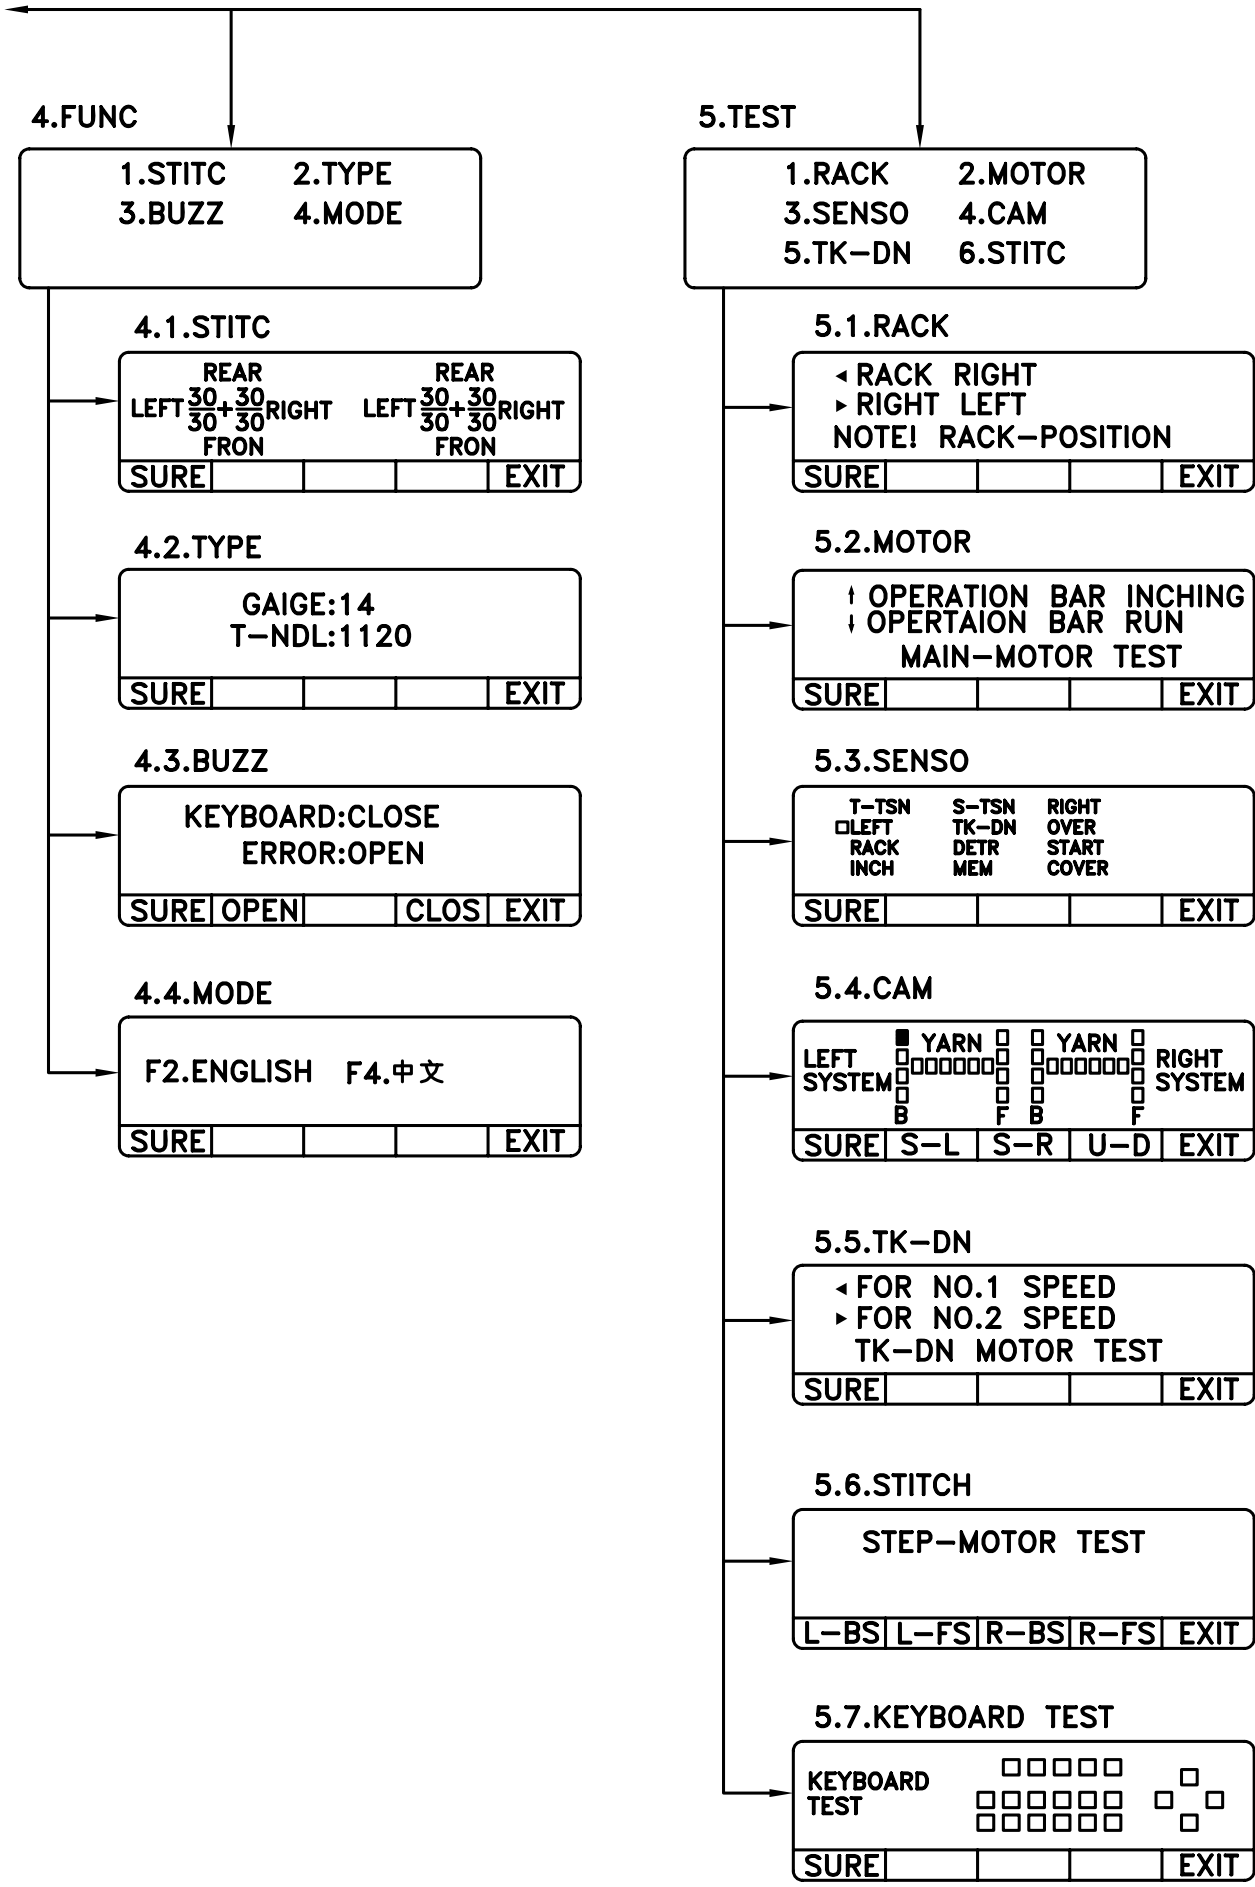 4.FUNC
1.STITC 2.TYPE
3.BUZZ 4.MODE
4.1.STITC
REAR REAR
LEFT 30/30+30/30 RIGHT LEFT 30/30+30/30 RIGHT
FRON FRON
SURE EXIT
4.2.TYPE
GAIGE:14
T-NDL:1120
SURE EXIT
4.3.BUZZ
KEYBOARD:CLOSE
ERROR:OPEN
SURE OPEN CLOS EXIT
4.4.MODE
F2.ENGLISH F4.中文
SURE EXIT
5.TEST
1.RACK 2.MOTOR
3.SENSO 4.CAM
5.TK-DN 6.STITC
5.1.RACK
◂ RACK RIGHT
▸ RIGHT LEFT
NOTE! RACK-POSITION
SURE EXIT
5.2.MOTOR
↑ OPERATION BAR INCHING
↓ OPERTAION BAR RUN
MAIN-MOTOR TEST
SURE EXIT
5.3.SENSO
T-TSN S-TSN RIGHT
□LEFT TK-DN OVER
RACK DETR START
INCH MEM COVER
SURE EXIT
5.4.CAM
YARN YARN
LEFT RIGHT
SYSTEM SYSTEM
B F B F
SURE S-L S-R U-D EXIT
5.5.TK-DN
◂ FOR NO.1 SPEED
▸ FOR NO.2 SPEED
TK-DN MOTOR TEST
SURE EXIT
5.6.STITCH
STEP-MOTOR TEST
L-BS L-FS R-BS R-FS EXIT
5.7.KEYBOARD TEST
KEYBOARD
TEST
SURE EXIT